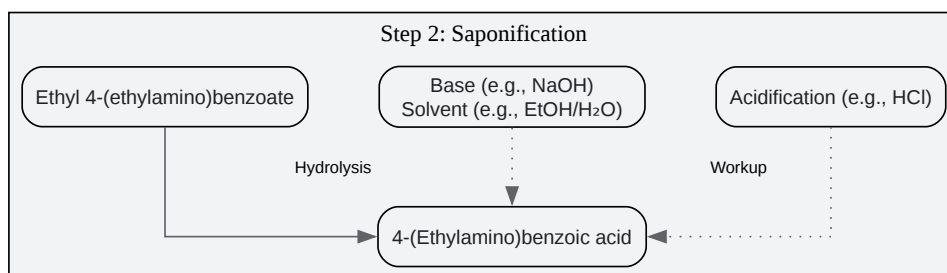 Step 2: Saponification
Ethyl 4-(ethylamino)benzoate
Base (e.g., NaOH)
Solvent (e.g., EtOH/H₂O)
Acidification (e.g., HCl)
Hydrolysis
Workup
4-(Ethylamino)benzoic acid